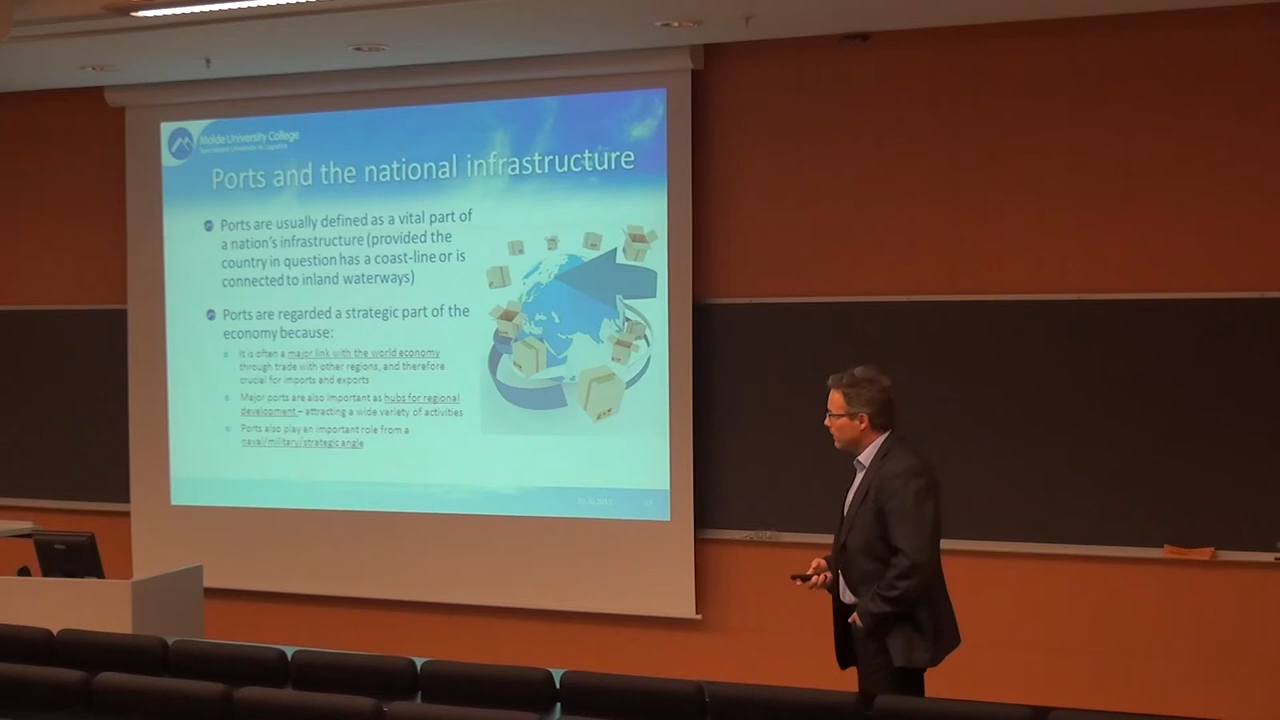 Molde University College
Specialized University in Logistics
Ports and the national infrastructure
Ports are usually defined as a vital part of
a nation's infrastructure (provided the
country in question has a coast-line or is
connected to inland waterways)
Ports are regarded a strategic part of the
economy because:
It is often a major link with the world economy
through trade with other regions, and therefore
crucial for imports and exports
Major ports are also important as hubs for regional
development – attracting a wide variety of activities
Ports also play an important role from a
naval/military/strategic angle